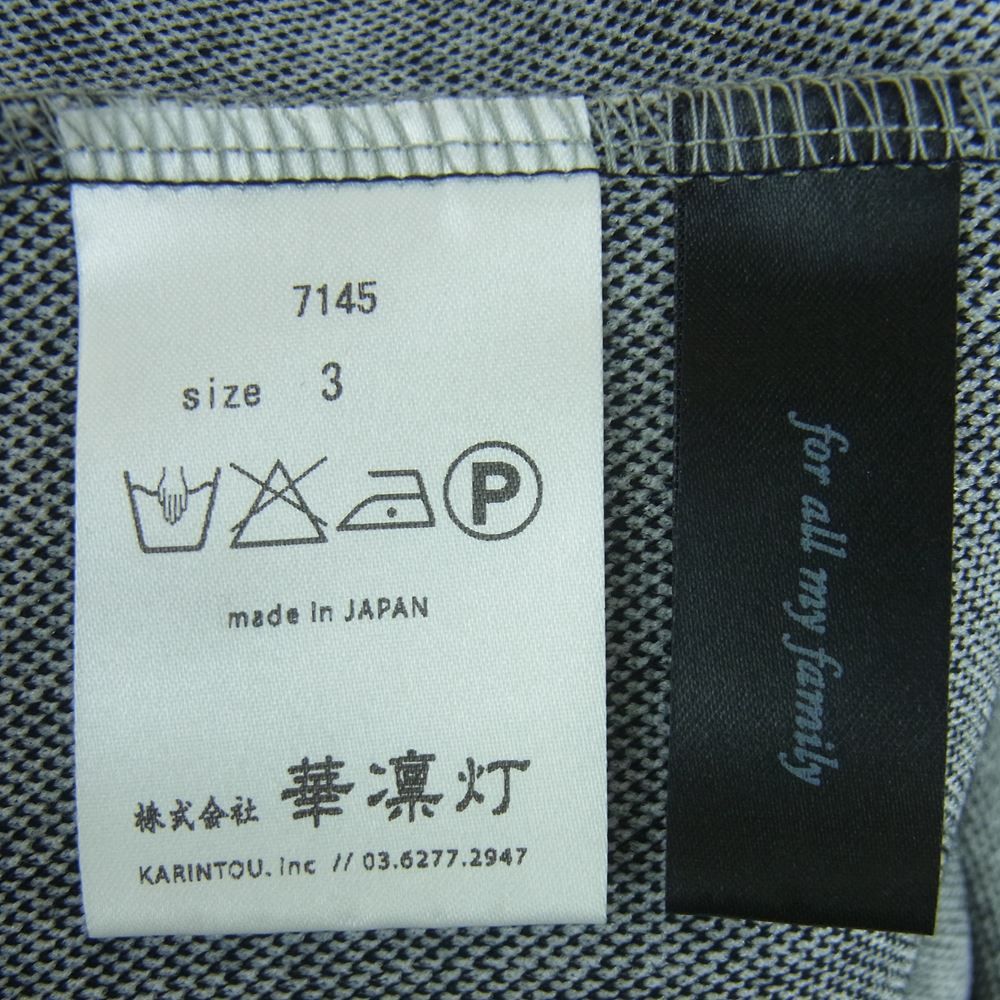 7145
size 3
P
made in JAPAN
株式会社 華凜灯
KARINTOU. inc // 03.6277.2947
for all my family